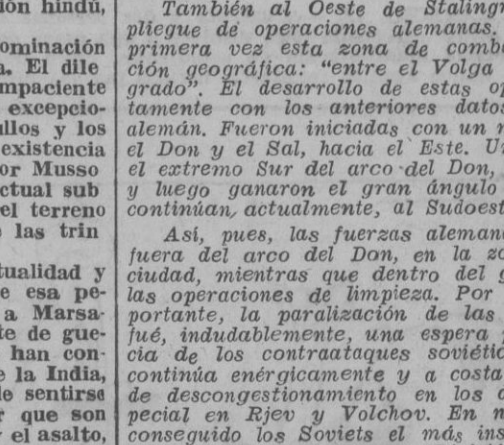 ión hindú,
ominación
a. El dile
mpaciente
excepcio-
llos y los
existencia
or Musso
ctual sub
el terreno
las trin
tualidad y
e esa pe-
a Marsa-
te de gue-
han con-
e la India,
de sentirse
r que son
y el asalto,
También al Oeste de Stalingr
pliegue de operaciones alemanas.
primera vez esta zona de comb
ción geográfica: "entre el Volga
grado". El desarrollo de estas op
tamente con los anteriores datos
alemán. Fueron iniciadas con un
el Don y el Sal, hacia el Este. U
el extremo Sur del arco del Don,
y luego ganaron el gran ángulo
continúan, actualmente, al Sudoest
Así, pues, las fuerzas aleman
fuera del arco del Don, en la zo
ciudad, mientras que dentro del g
las operaciones de limpieza. Por
portante, la paralización de las
fué, indudablemente, una espera
cia de los contraataques soviétic
continúa enérgicamente y a costa
de descongestionamiento en los
pecial en Rjev y Volchov. En
conseguido los Soviets el más in